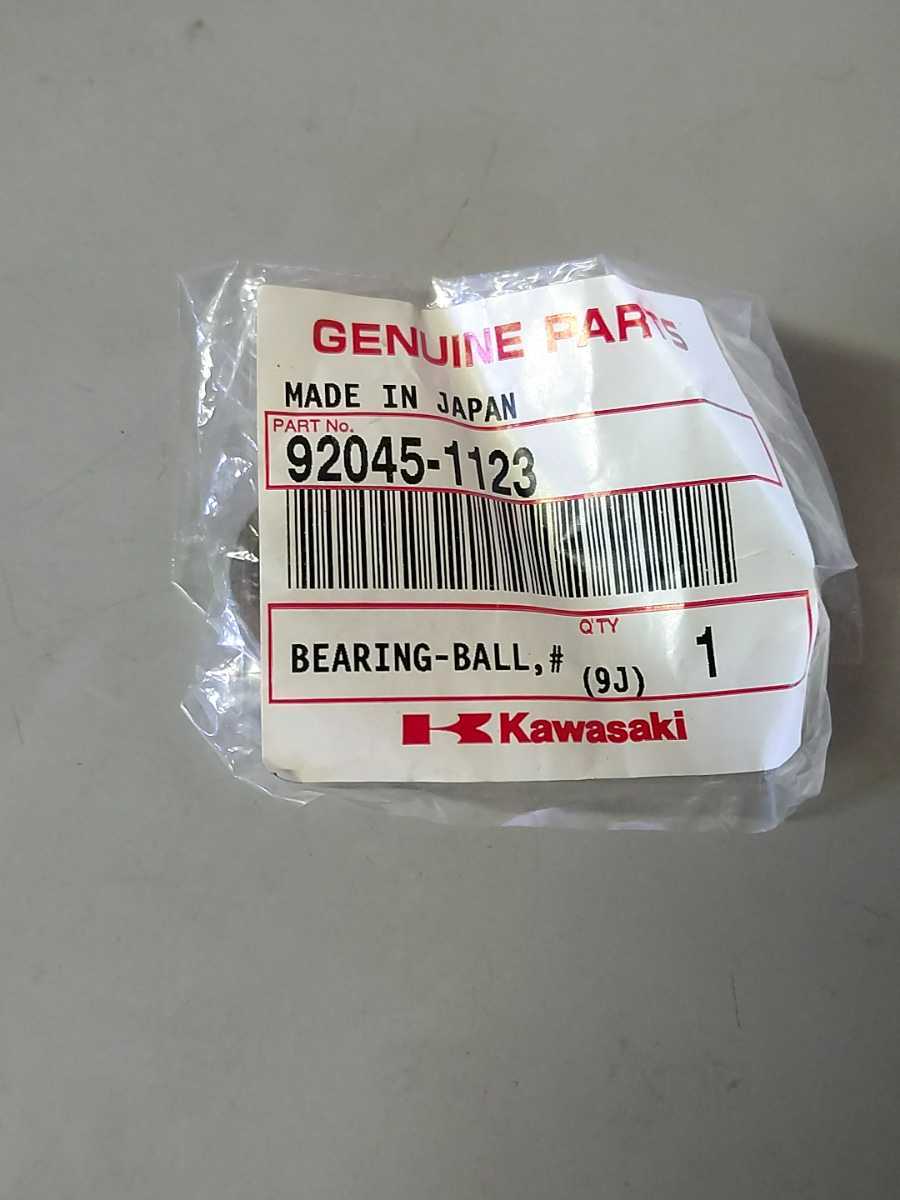 GENUINE PARTS
MADE IN JAPAN
PART No.
92045-1123
Q'TY
BEARING-BALL,# (9J) 1
Kawasaki